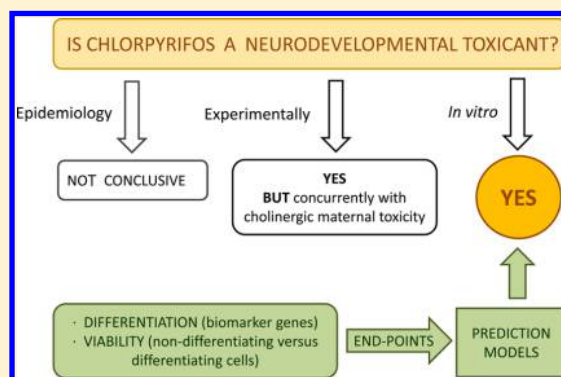 IS CHLORPYRIFOS A NEURODEVELOPMENTAL TOXICANT?
Epidemiology
Experimentally
In vitro
NOT CONCLUSIVE
YES
BUT concurrently with
cholinergic maternal toxicity
YES
· DIFFERENTIATION (biomarker genes)
· VIABILITY (non-differentiating versus
differentiating cells)
END-POINTS
PREDICTION
MODELS